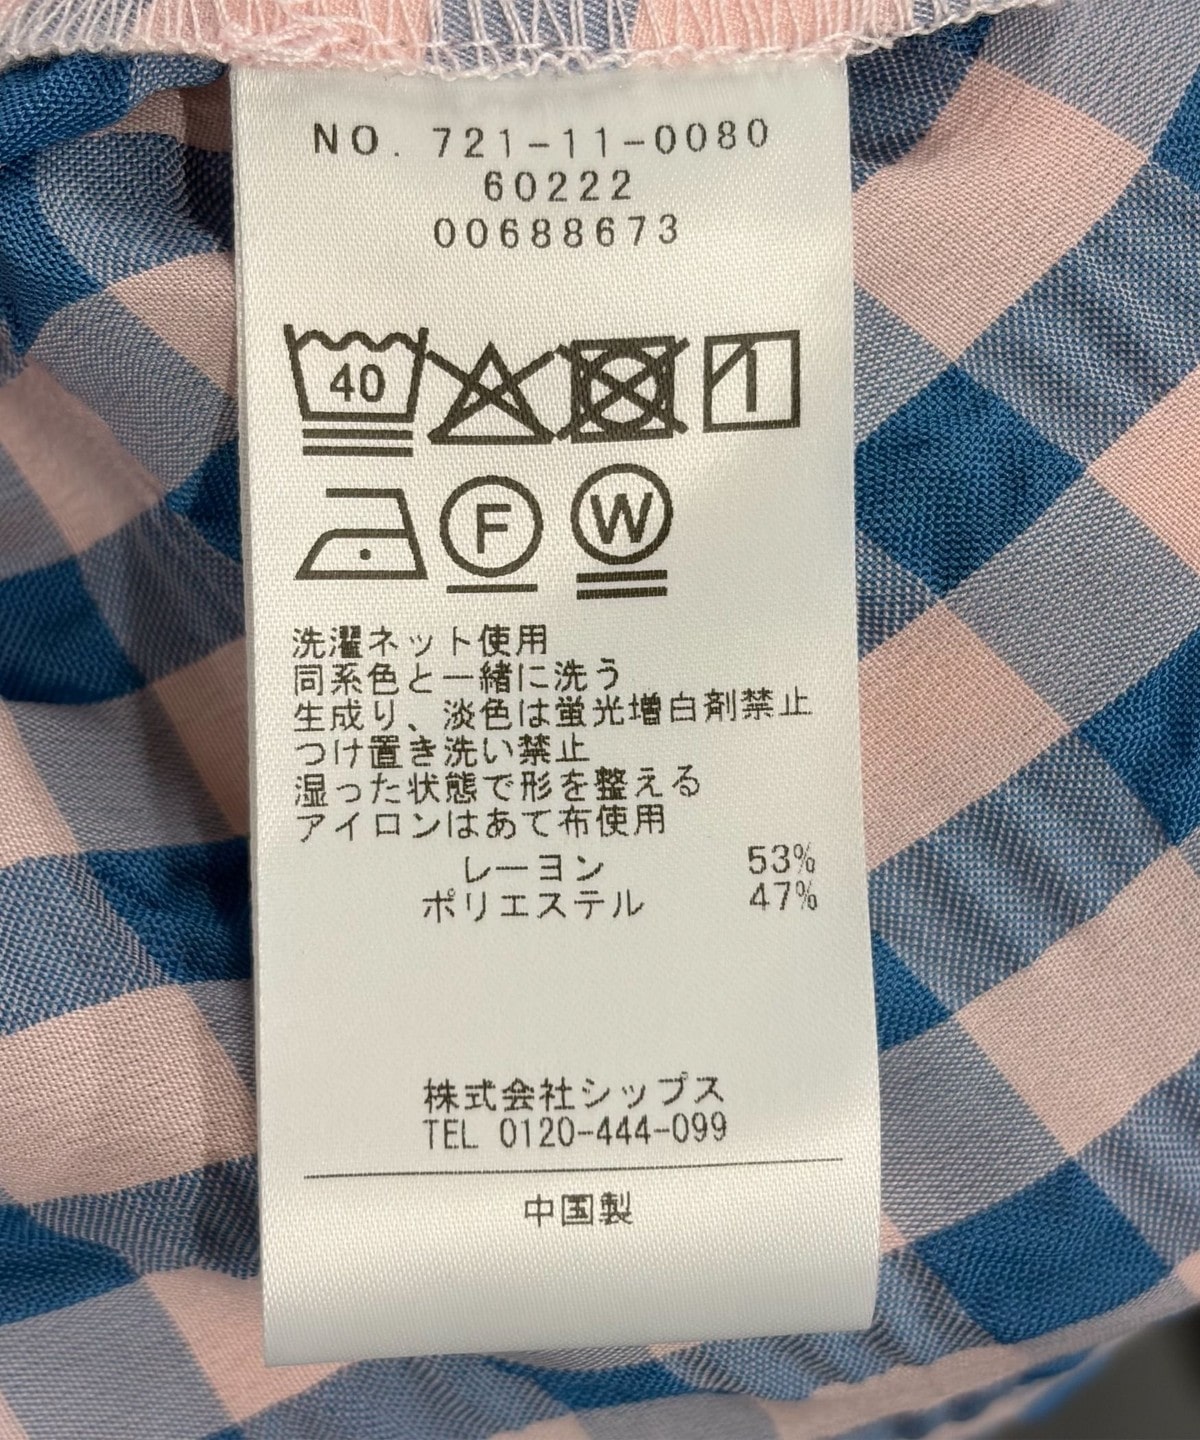 NO. 721-11-0080
60222
00688673
40
F
W
洗濯ネット使用
同系色と一緒に洗う
生成り、淡色は蛍光増白剤禁止
つけ置き洗い禁止
湿った状態で形を整える
アイロンはあて布使用
レーヨン 53%
ポリエステル 47%
株式会社シップス
TEL 0120-444-099
中国製